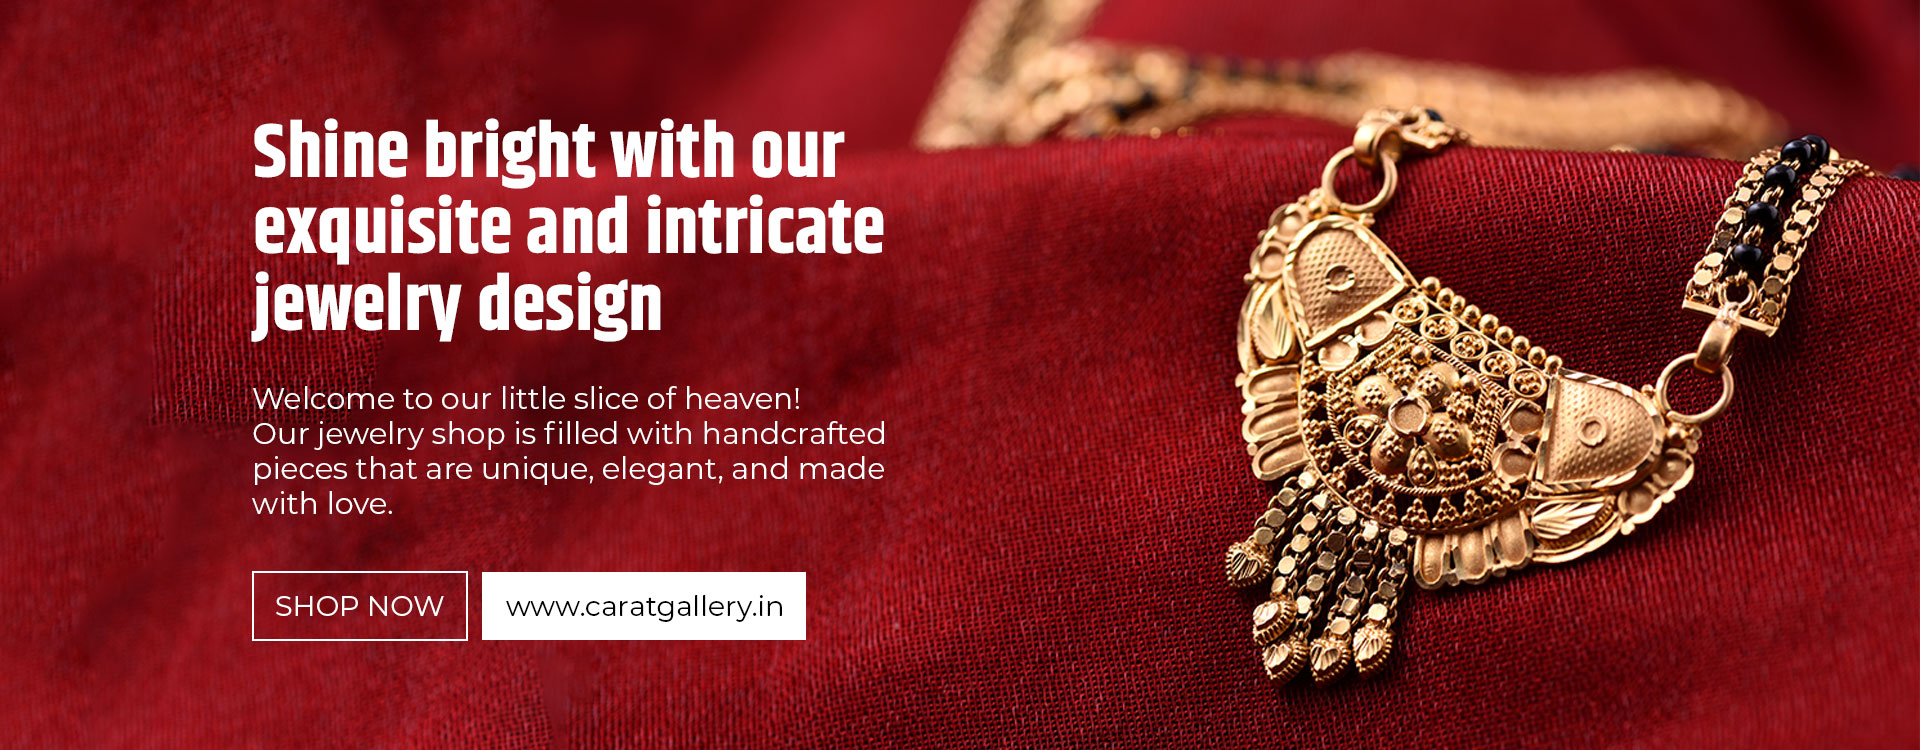 Shine bright with our
exquisite and intricate
jewelry design
Welcome to our little slice of heaven!
Our jewelry shop is filled with handcrafted
pieces that are unique, elegant, and made
with love.
SHOP NOW
www.caratgallery.in